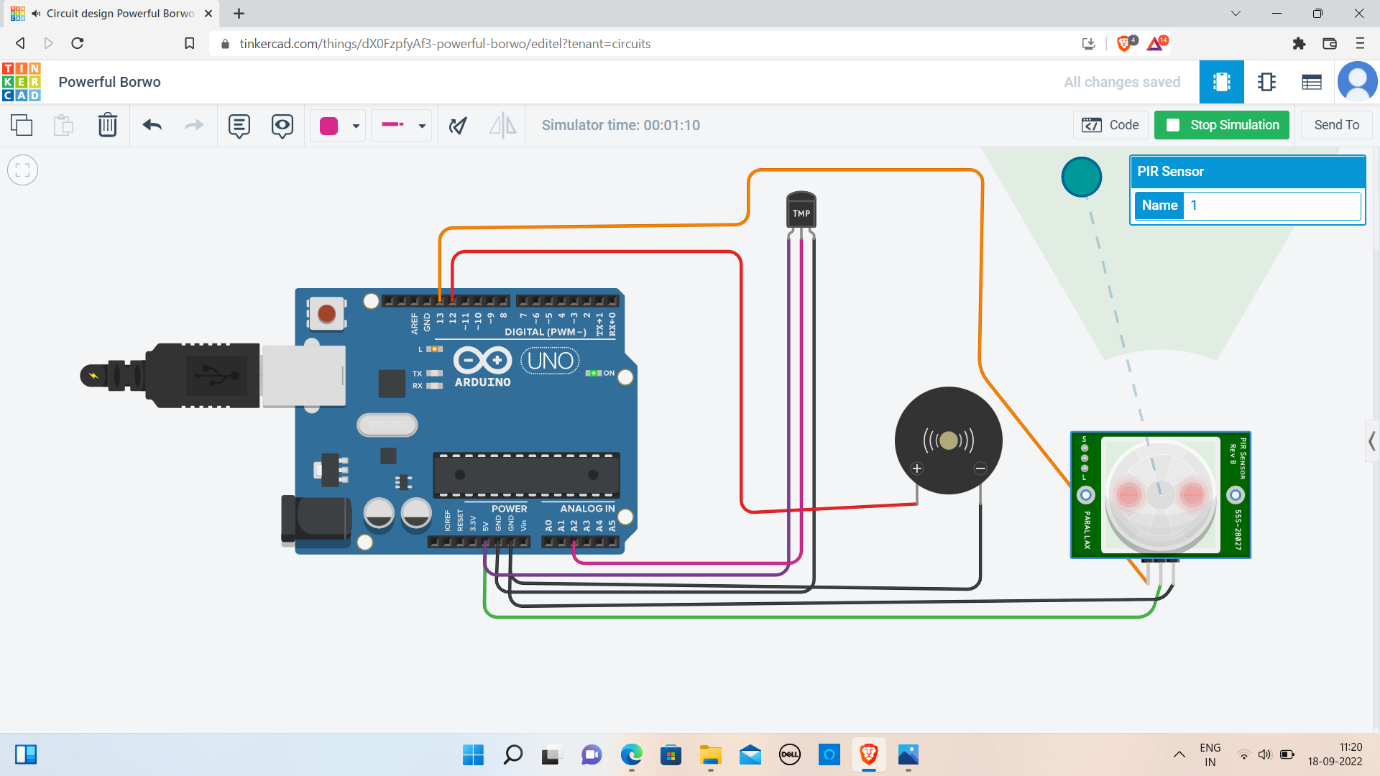 Circuit design Powerful Borwo
tinkercad.com/things/dX0FzpfyAf3-powerful-borwo/editel?tenant=circuits
4
14
TIN
KER
CAD
Powerful Borwo
All changes saved
Simulator time: 00:01:10
Code
Stop Simulation
Send To
PIR Sensor
Name 1
TMP
AREF
GND
13
12
~11
~10
~9
8
7
~6
~5
4
~3
2
TX→1
RX←0
DIGITAL (PWM~)
L
TX
RX
ARDUINO
UNO
ON
POWER
ANALOG IN
IOREF
RESET
3.3V
5V
GND
GND
Vin
A0
A1
A2
A3
A4
A5
S
L
PIR SENSOR
REV B
PARALLAX
555-28027
DELL
ENG
IN
11:20
18-09-2022